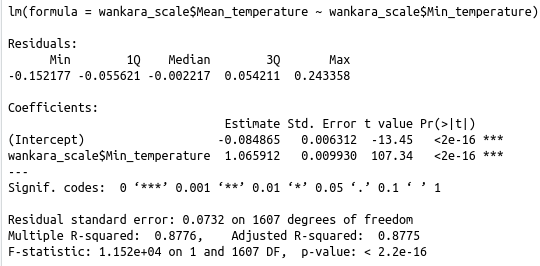 lm(formula = wankara_scale$Mean_temperature ~ wankara_scale$Min_temperature)
Residuals:
Min 1Q Median 3Q Max
-0.152177 -0.055621 -0.002217 0.054211 0.243358
Coefficients:
Estimate Std. Error t value Pr(>|t|)
(Intercept) -0.084865 0.006312 -13.45 <2e-16 ***
wankara_scale$Min_temperature 1.065912 0.009930 107.34 <2e-16 ***
---
Signif. codes: 0 ‘***’ 0.001 ‘**’ 0.01 ‘*’ 0.05 ‘.’ 0.1 ‘ ’ 1
Residual standard error: 0.0732 on 1607 degrees of freedom
Multiple R-squared: 0.8776, Adjusted R-squared: 0.8775
F-statistic: 1.152e+04 on 1 and 1607 DF, p-value: < 2.2e-16